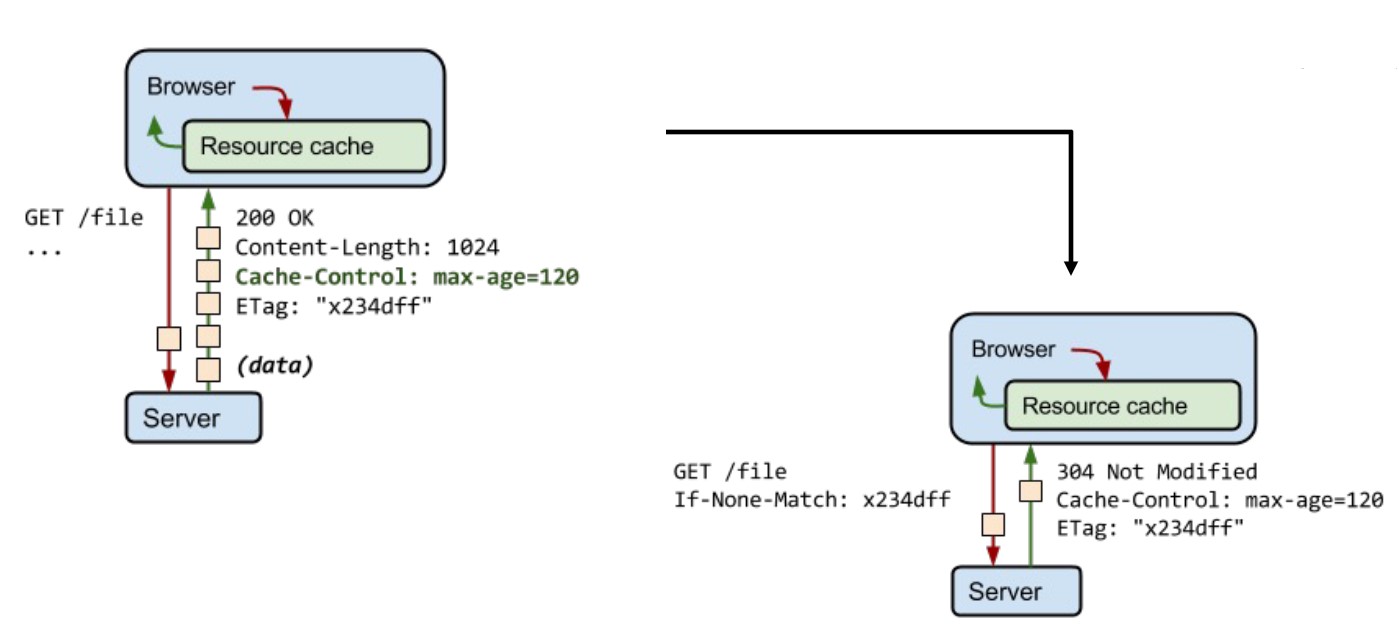 Browser
Resource cache
GET /file
...
200 OK
Content-Length: 1024
Cache-Control: max-age=120
ETag: "x234dff"
(data)
Server
Browser
Resource cache
GET /file
If-None-Match: x234dff
304 Not Modified
Cache-Control: max-age=120
ETag: "x234dff"
Server